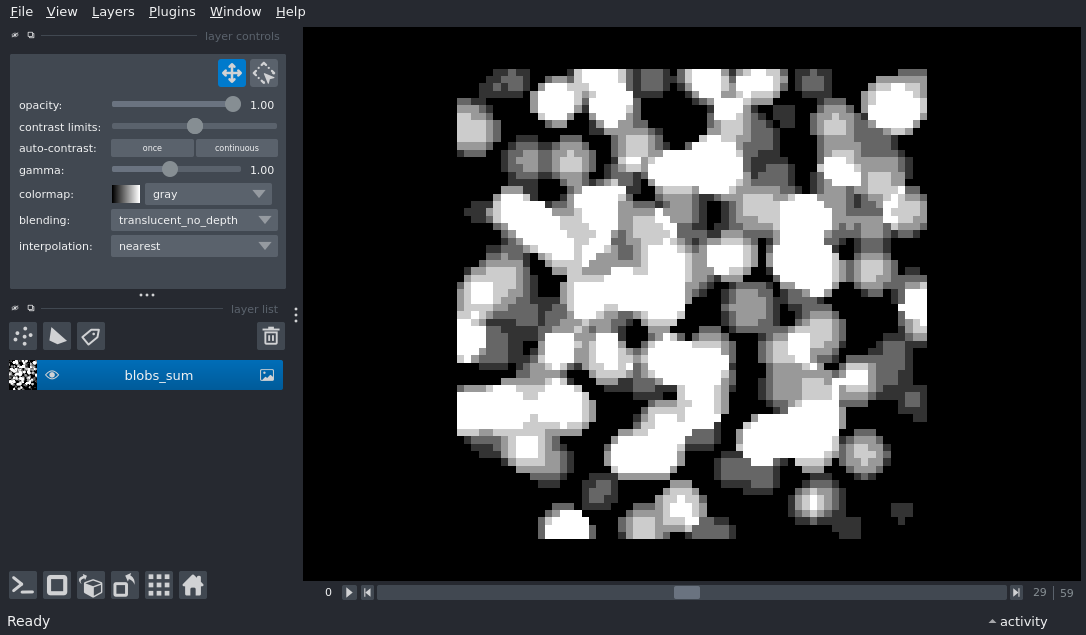 File View Layers Plugins Window Help
layer controls
opacity: 1.00
contrast limits:
auto-contrast: once continuous
gamma: 1.00
colormap: gray
blending: translucent_no_depth
interpolation: nearest
layer list
blobs_sum
0 29 59
Ready activity